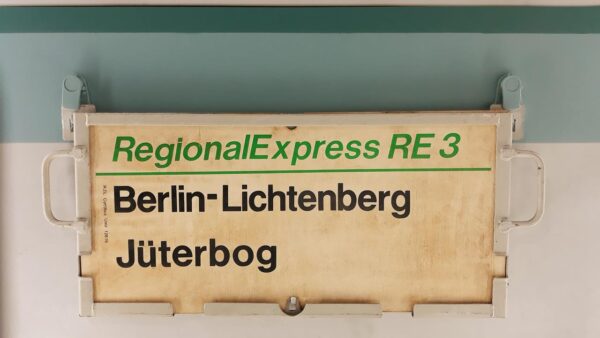 RegionalExpress RE 3
Berlin-Lichtenberg
Jüterbog